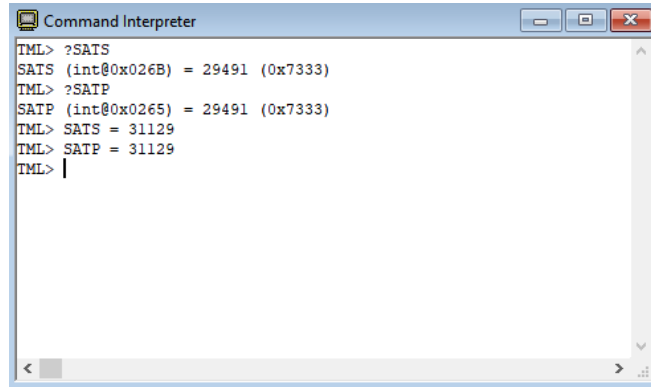 Command Interpreter
TML> ?SATS
SATS (int@0x026B) = 29491 (0x7333)
TML> ?SATP
SATP (int@0x0265) = 29491 (0x7333)
TML> SATS = 31129
TML> SATP = 31129
TML>